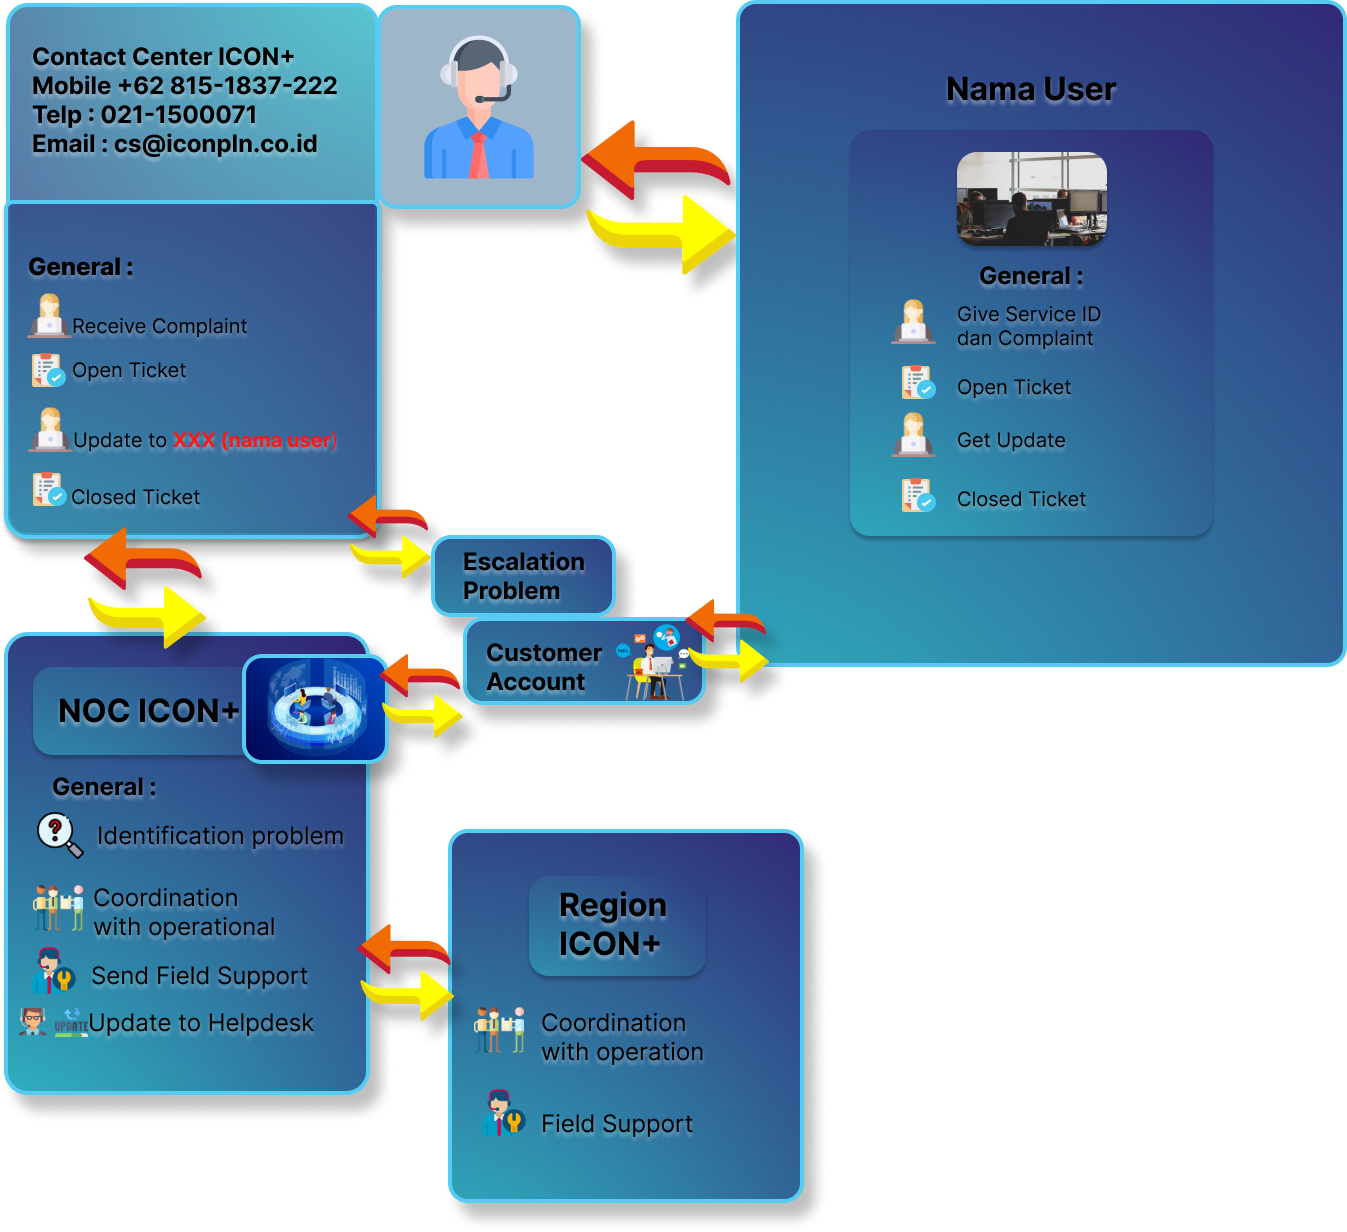 Contact Center ICON+
Mobile +62 815-1837-222
Telp : 021-1500071
Email : cs@iconpln.co.id
General :
Receive Complaint
Open Ticket
Update to XXX (nama user)
Closed Ticket
Nama User
General :
Give Service ID
dan Complaint
Open Ticket
Get Update
Closed Ticket
Escalation
Problem
Customer
Account
NOC ICON+
General :
Identification problem
Coordination
with operational
Send Field Support
UPDATE
Update to Helpdesk
Region
ICON+
Coordination
with operation
Field Support